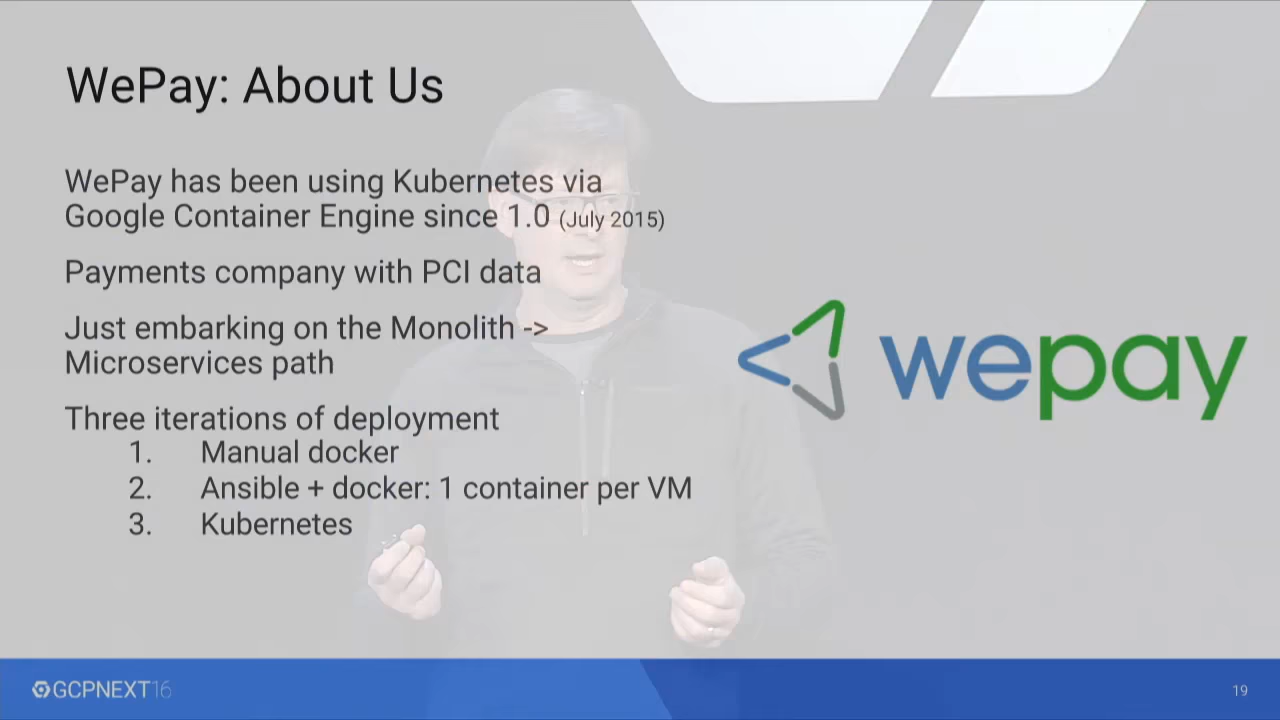 WePay: About Us
WePay has been using Kubernetes via
Google Container Engine since 1.0 (July 2015)
Payments company with PCI data
Just embarking on the Monolith ->
Microservices path
wepay
Three iterations of deployment
1. Manual docker
2. Ansible + docker: 1 container per VM
3. Kubernetes
GCPNEXT16
19